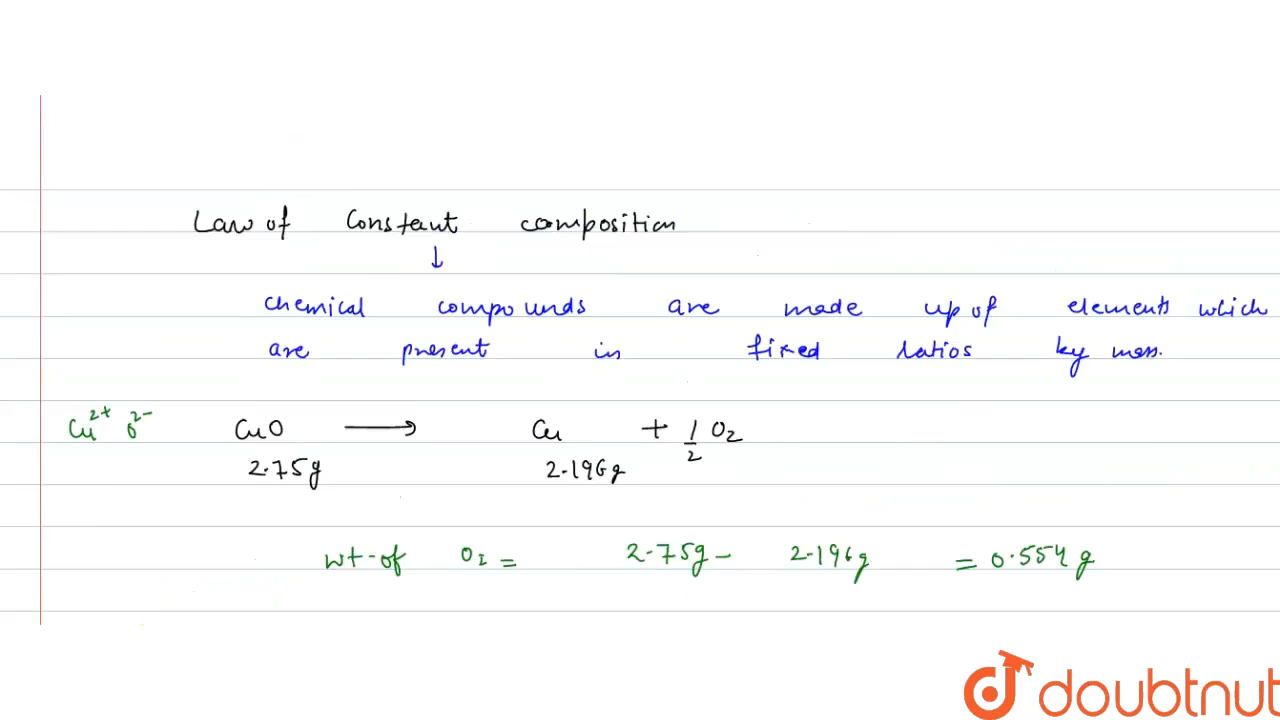 Law of Constant composition
↓
chemical compounds are made up of elements which
are present in fixed ratios by mass.
Cu²⁺ O²⁻ CuO ⟶ Cu + 1/2 O₂
2.75g 2.196g
wt. of O₂ = 2.75g - 2.196g = 0.554 g
doubtnut